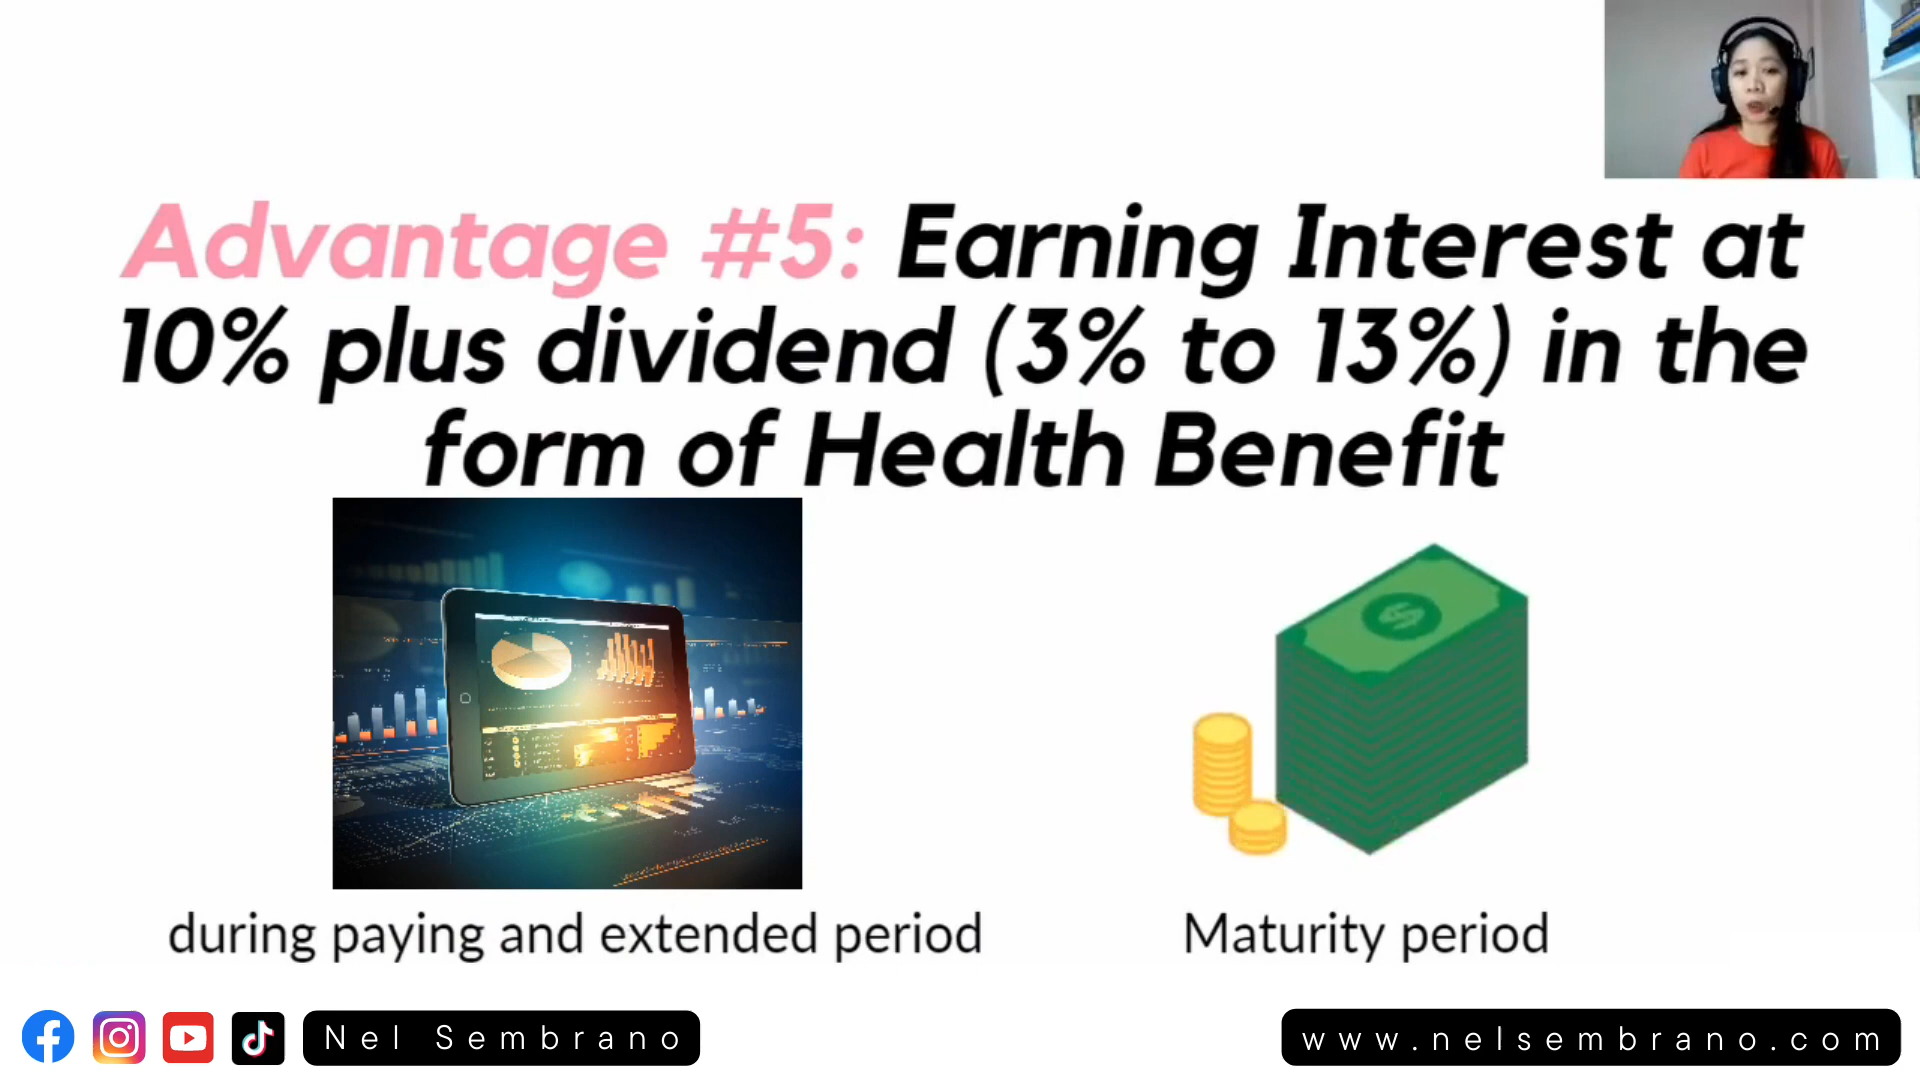 Advantage #5: Earning Interest at
10% plus dividend (3% to 13%) in the
form of Health Benefit
during paying and extended period
Maturity period
Nel Sembrano
www.nelsembrano.com